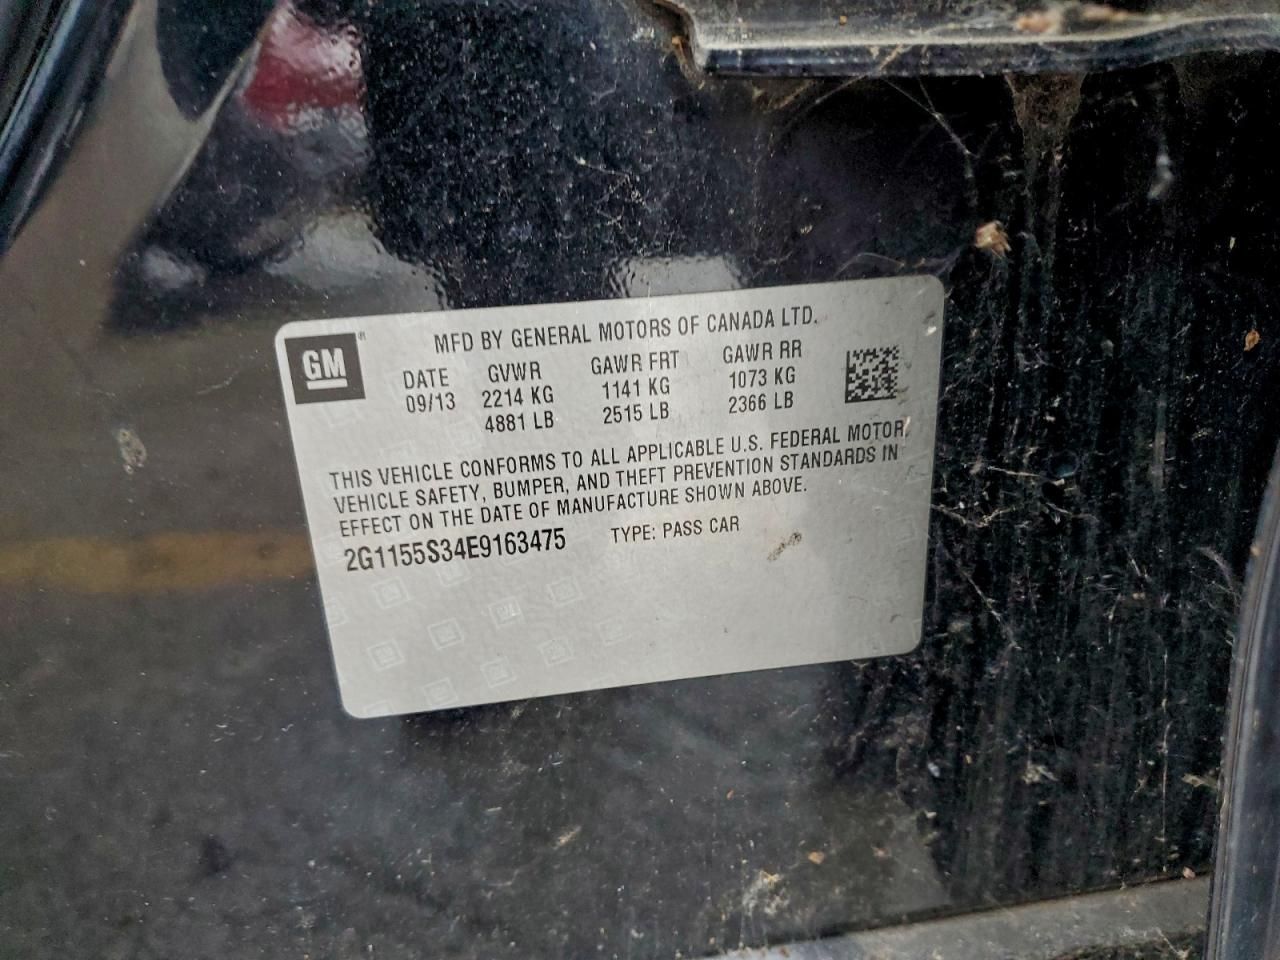 GM
MFD BY GENERAL MOTORS OF CANADA LTD.
DATE GVWR GAWR FRT GAWR RR
09/13 2214 KG 1141 KG 1073 KG
4881 LB 2515 LB 2366 LB
THIS VEHICLE CONFORMS TO ALL APPLICABLE U.S. FEDERAL MOTOR
VEHICLE SAFETY, BUMPER, AND THEFT PREVENTION STANDARDS IN
EFFECT ON THE DATE OF MANUFACTURE SHOWN ABOVE.
2G1155S34E9163475 TYPE: PASS CAR